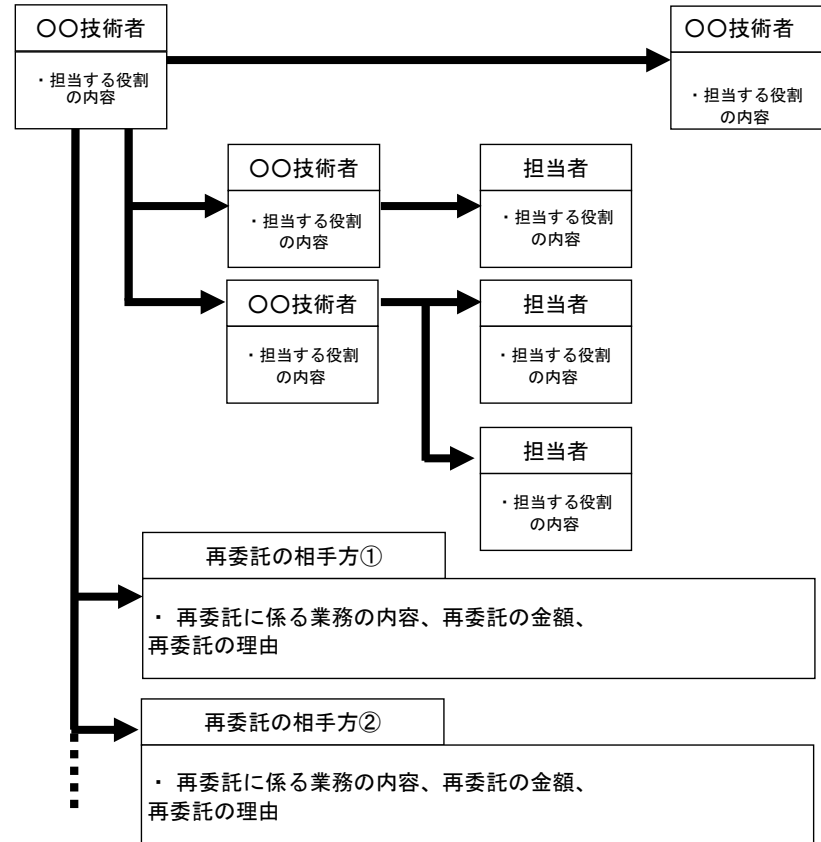 〇〇技術者
・担当する役割
の内容
〇〇技術者
・担当する役割
の内容
〇〇技術者
・担当する役割
の内容
担当者
・担当する役割
の内容
〇〇技術者
・担当する役割
の内容
担当者
・担当する役割
の内容
担当者
・担当する役割
の内容
再委託の相手方①
・ 再委託に係る業務の内容、再委託の金額、
再委託の理由
再委託の相手方②
・ 再委託に係る業務の内容、再委託の金額、
再委託の理由